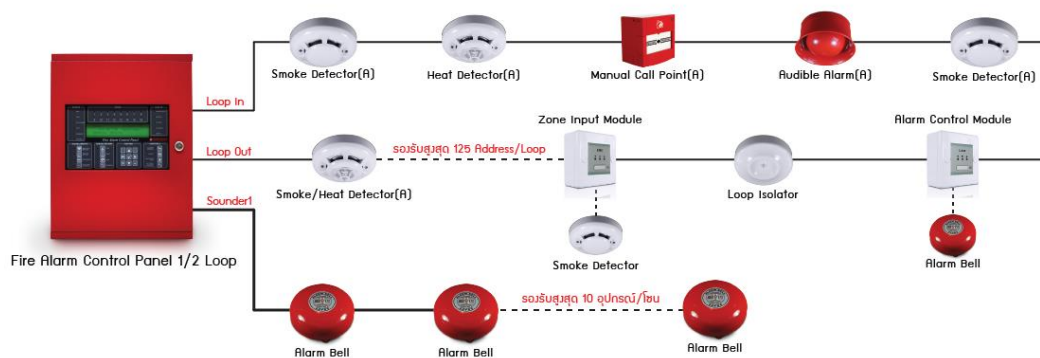 Smoke Detector(A)
Heat Detector(A)
Manual Call Point(A)
Audible Alarm(A)
Smoke Detector(A)
Loop In
Zone Input Module
Alarm Control Module
Loop Out
รองรับสูงสุด 125 Address/Loop
Smoke/Heat Detector(A)
Loop Isolator
Sounder1
Smoke Detector
Alarm Bell
Fire Alarm Control Panel 1/2 Loop
รองรับสูงสุด 10 อุปกรณ์/โซน
Alarm Bell
Alarm Bell
Alarm Bell